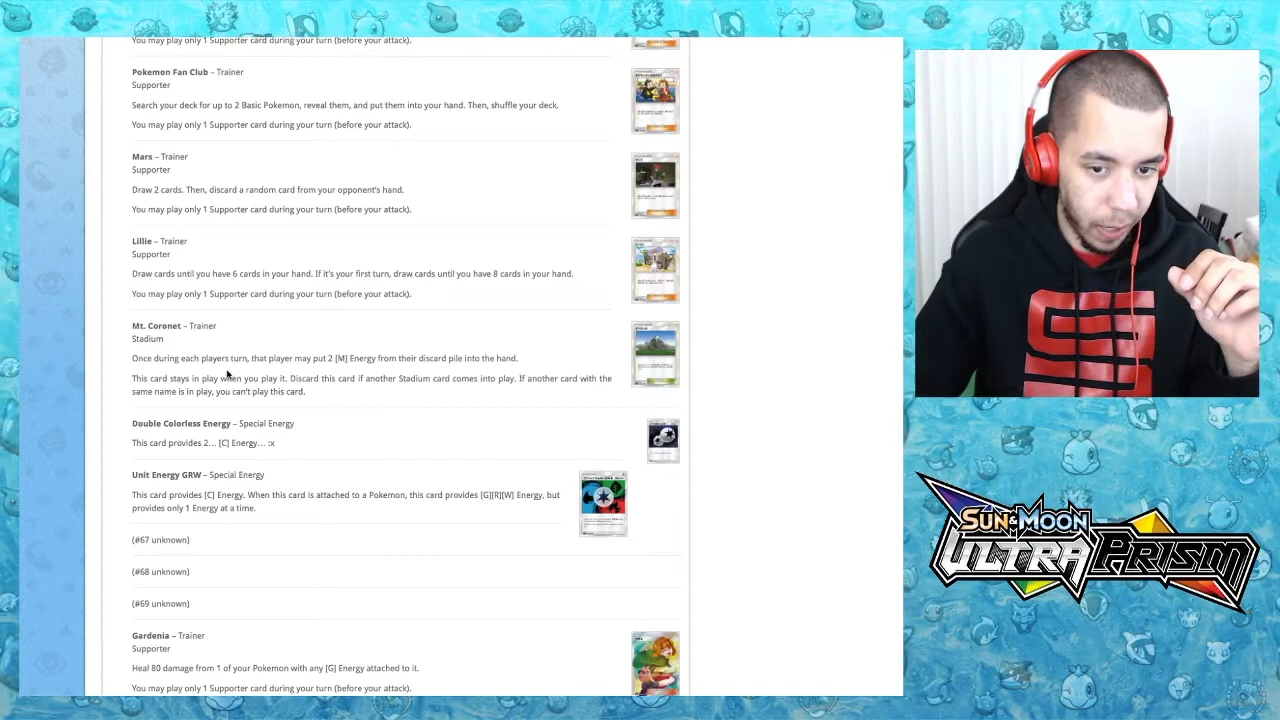 You may play only 1 Supporter card during your turn (before your attack).
Pokemon Fan Club – Trainer
Supporter
Search your deck for up to 2 Basic Pokemon, reveal them, and put them into your hand. Then, shuffle your deck.
You may play only 1 Supporter card during your turn (before your attack).
Mars – Trainer
Supporter
Draw 2 cards. Then, discard a random card from your opponent's hand.
You may play only 1 Supporter card during your turn (before your attack).
Lillie – Trainer
Supporter
Draw cards until you have 6 cards in your hand. If it's your first turn, draw cards until you have 8 cards in your hand.
You may play only 1 Supporter card during your turn (before your attack).
Mt. Coronet – Trainer
Stadium
Once during each players turn, that player may put 2 [M] Energy from their discard pile into the hand.
This card stays in play when you play it. Discard this card if another Stadium card comes into play. If another card with the
same name is in play, you can't play this card.
Double Colorless Energy – Special Energy
This card provides 2… [C] Energy… :x
Unit Energy GRW – Special Energy
This card provides [C] Energy. When this card is attached to a Pokemon, this card provides [G][R][W] Energy, but
provides only 1 Energy at a time.
(#67 unknown)
(#68 unknown)
(#69 unknown)
Gardenia – Trainer
Supporter
Heal 80 damage from 1 of your Pokemon with any [G] Energy attached to it.
You may play only 1 Supporter card during your turn (before your attack).
SUN & MOON
ULTRA PRISM